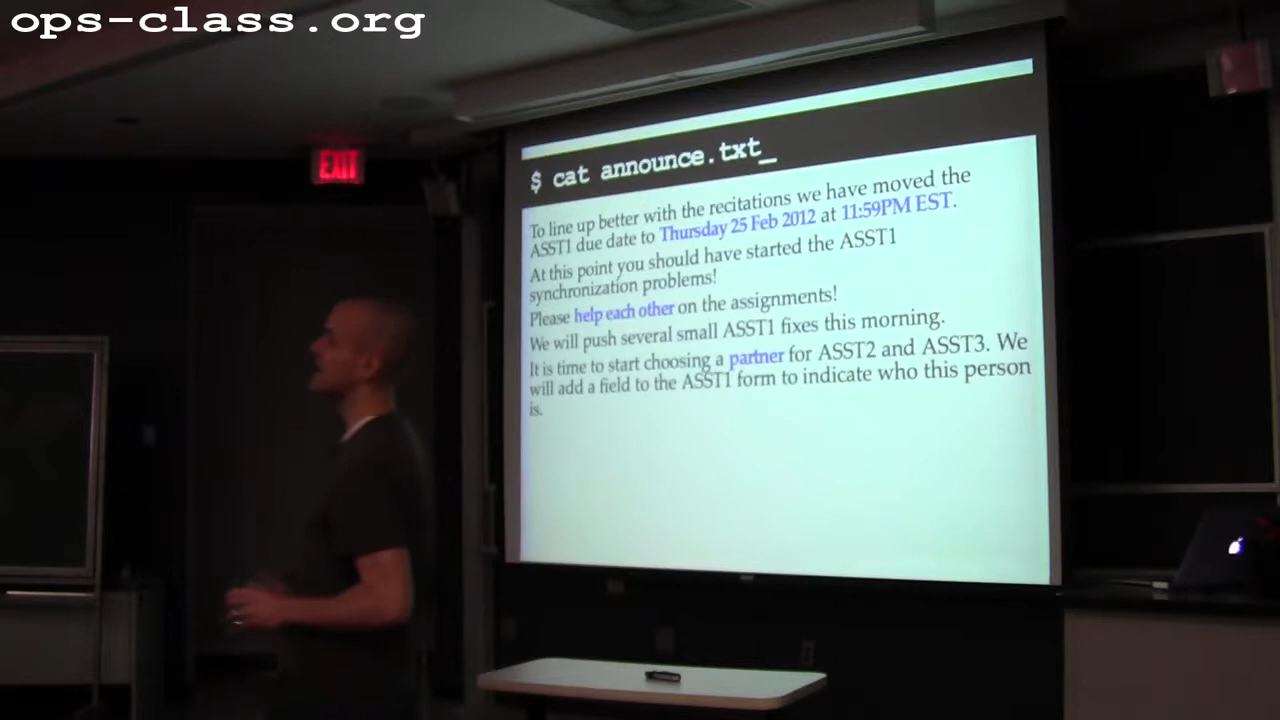 ops-class.org
EXIT
$ cat announce.txt_
To line up better with the recitations we have moved the
ASST1 due date to Thursday 25 Feb 2012 at 11:59PM EST.
At this point you should have started the ASST1
synchronization problems!
Please help each other on the assignments!
We will push several small ASST1 fixes this morning.
It is time to start choosing a partner for ASST2 and ASST3. We
will add a field to the ASST1 form to indicate who this person
is.